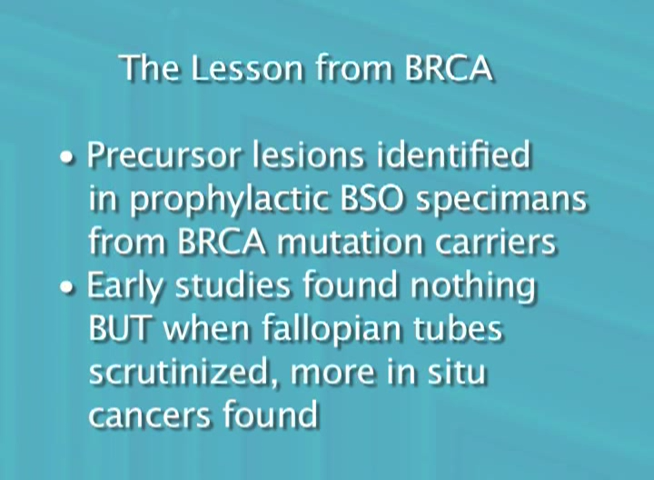 The Lesson from BRCA
• Precursor lesions identified
in prophylactic BSO specimans
from BRCA mutation carriers
• Early studies found nothing
BUT when fallopian tubes
scrutinized, more in situ
cancers found